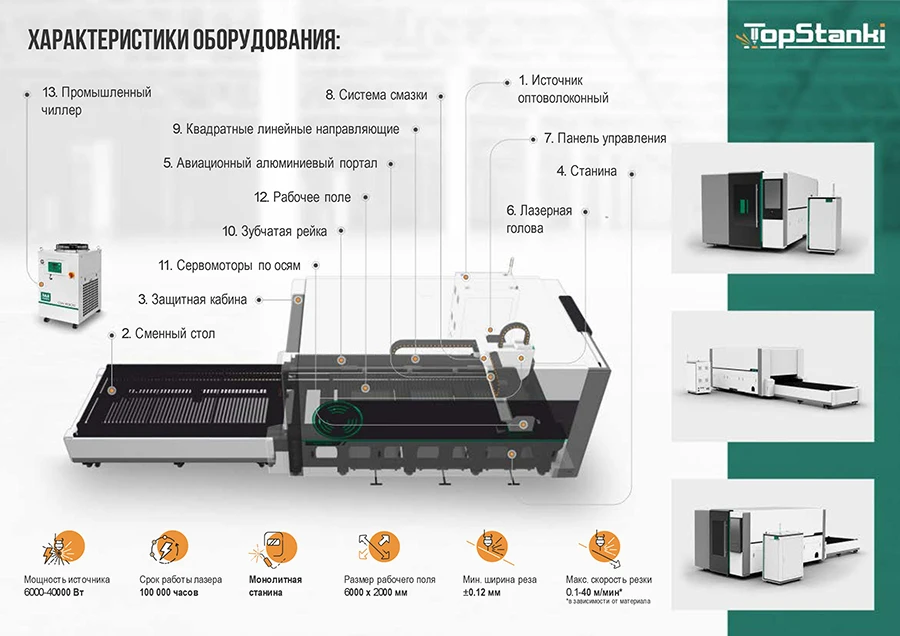 ХАРАКТЕРИСТИКИ ОБОРУДОВАНИЯ:
TopStanki
13. Промышленный
чиллер
8. Система смазки
1. Источник
оптоволоконный
9. Квадратные линейные направляющие
7. Панель управления
5. Авиационный алюминиевый портал
4. Станина
12. Рабочее поле
6. Лазерная
голова
10. Зубчатая рейка
11. Сервомоторы по осям
3. Защитная кабина
2. Сменный стол
Мощность источника
6000-40000 Вт
Срок работы лазера
100 000 часов
Монолитная
станина
Размер рабочего поля
6000 х 2000 мм
Мин. ширина реза
±0.12 мм
Макс. скорость резки
0.1-40 м/мин*
*в зависимости от материала